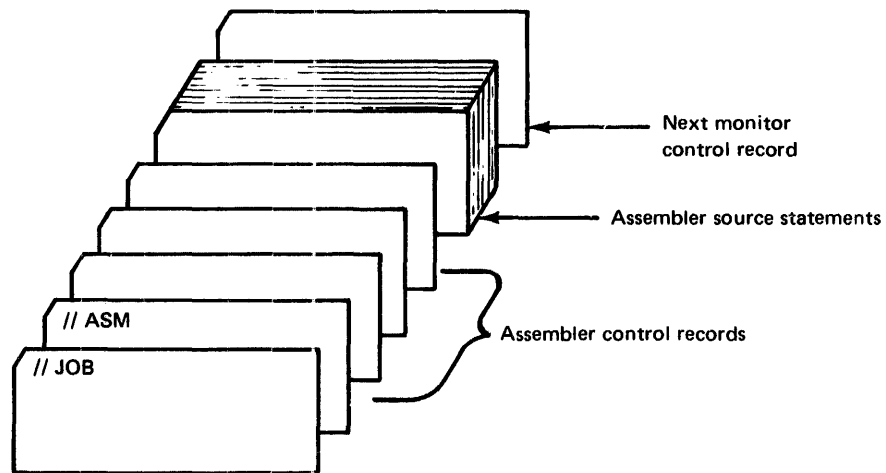 Next monitor
control record
Assembler source statements
// ASM
Assembler control records
// JOB